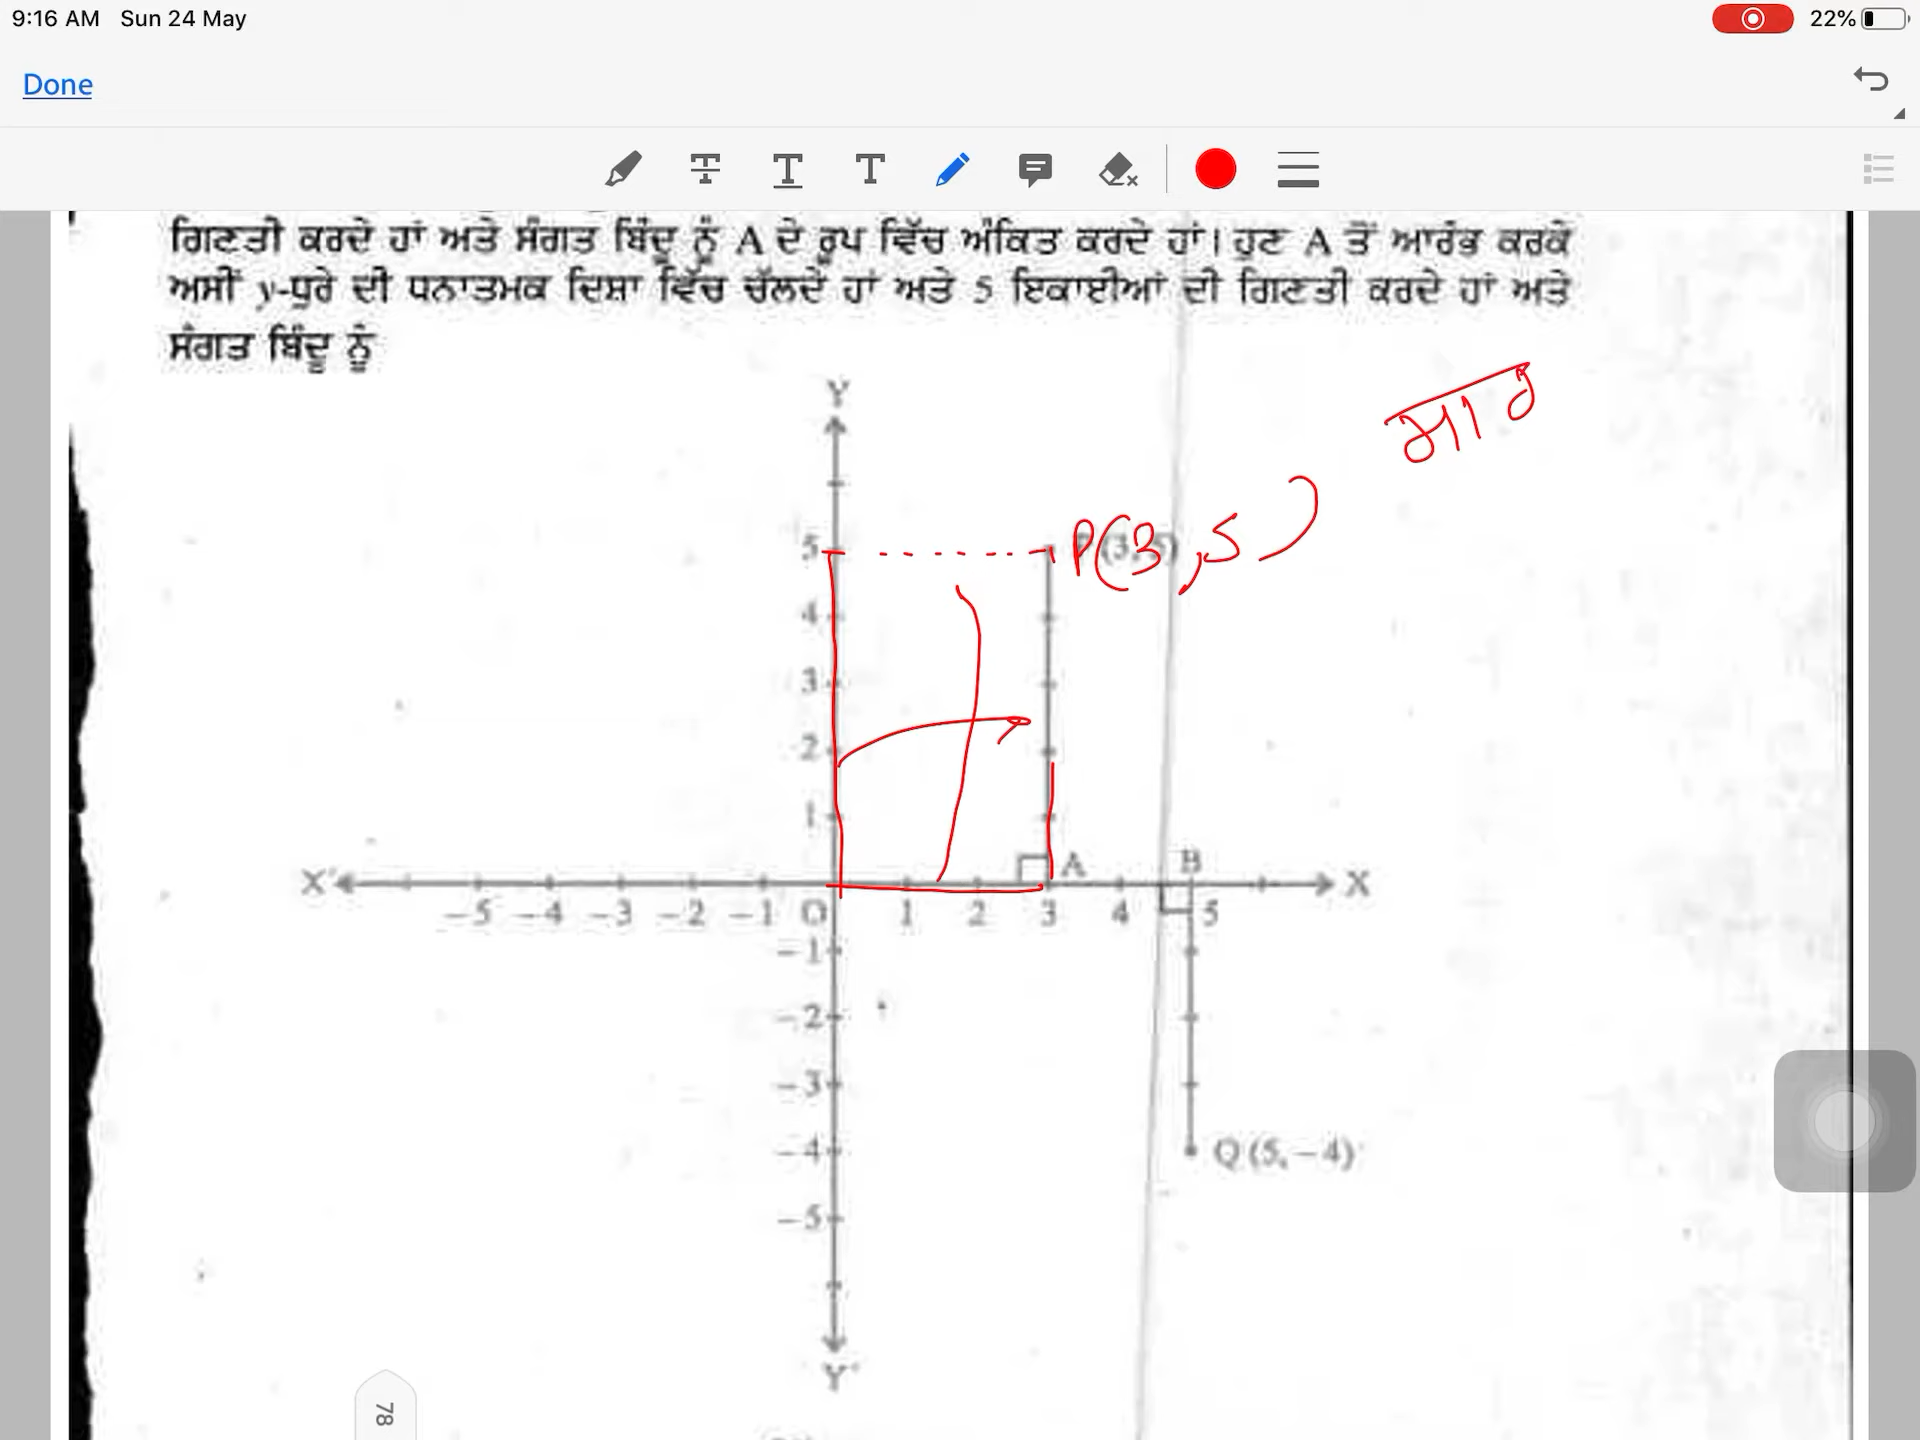 9:16 AM Sun 24 May
22%
Done
ਗਿਣਤੀ ਕਰਦੇ ਹਾਂ ਅਤੇ ਸੰਗਤ ਬਿੰਦੂ ਨੂੰ A ਦੇ ਰੂਪ ਵਿੱਚ ਅੰਕਿਤ ਕਰਦੇ ਹਾਂ। ਹੁਣ A ਤੋਂ ਆਰੰਭ ਕਰਕੇ
ਅਸੀਂ y-ਧੁਰੇ ਦੀ ਧਨਾਤਮਕ ਦਿਸ਼ਾ ਵਿੱਚ ਚੱਲਦੇ ਹਾਂ ਅਤੇ 5 ਇਕਾਈਆਂ ਦੀ ਗਿਣਤੀ ਕਰਦੇ ਹਾਂ ਅਤੇ
ਸੰਗਤ ਬਿੰਦੂ ਨੂੰ
Y
5 P(3,5) P(3,5)
4
3
2
1
A B
X' X
-5 -4 -3 -2 -1 O 1 2 3 4 5
-1
-2
-3
-4 Q (5, -4)
-5
Y'
78